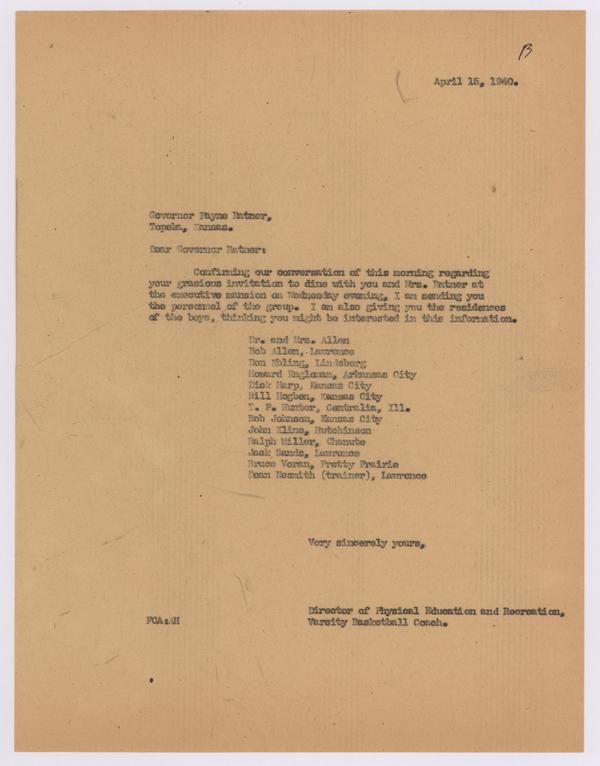 B
April 15, 1940.
Governor Payne Ratner,
Topeka, Kansas.
Dear Governor Ratner:
Confirming our conversation of this morning regarding
your gracious invitation to dine with you and Mrs. Ratner at
the executive mansion on Wednesday evening, I am sending you
the personnel of the group. I am also giving you the residences
of the boys, thinking you might be interested in this information.
Dr. and Mrs. Allen
Bob Allen, Lawrence
Don Ebling, Lindsborg
Howard Engleman, Arkansas City
Dick Harp, Kansas City
Bill Hogben, Kansas City
T. P. Hunter, Centralia, Ill.
Bob Johnson, Kansas City
John Kline, Hutchinson
Ralph Miller, Chanute
Jack Sands, Lawrence
Bruce Voran, Pretty Prairie
Dean Nesmith (trainer), Lawrence
Very sincerely yours,
Director of Physical Education and Recreation,
FCA:AH Varsity Basketball Coach.